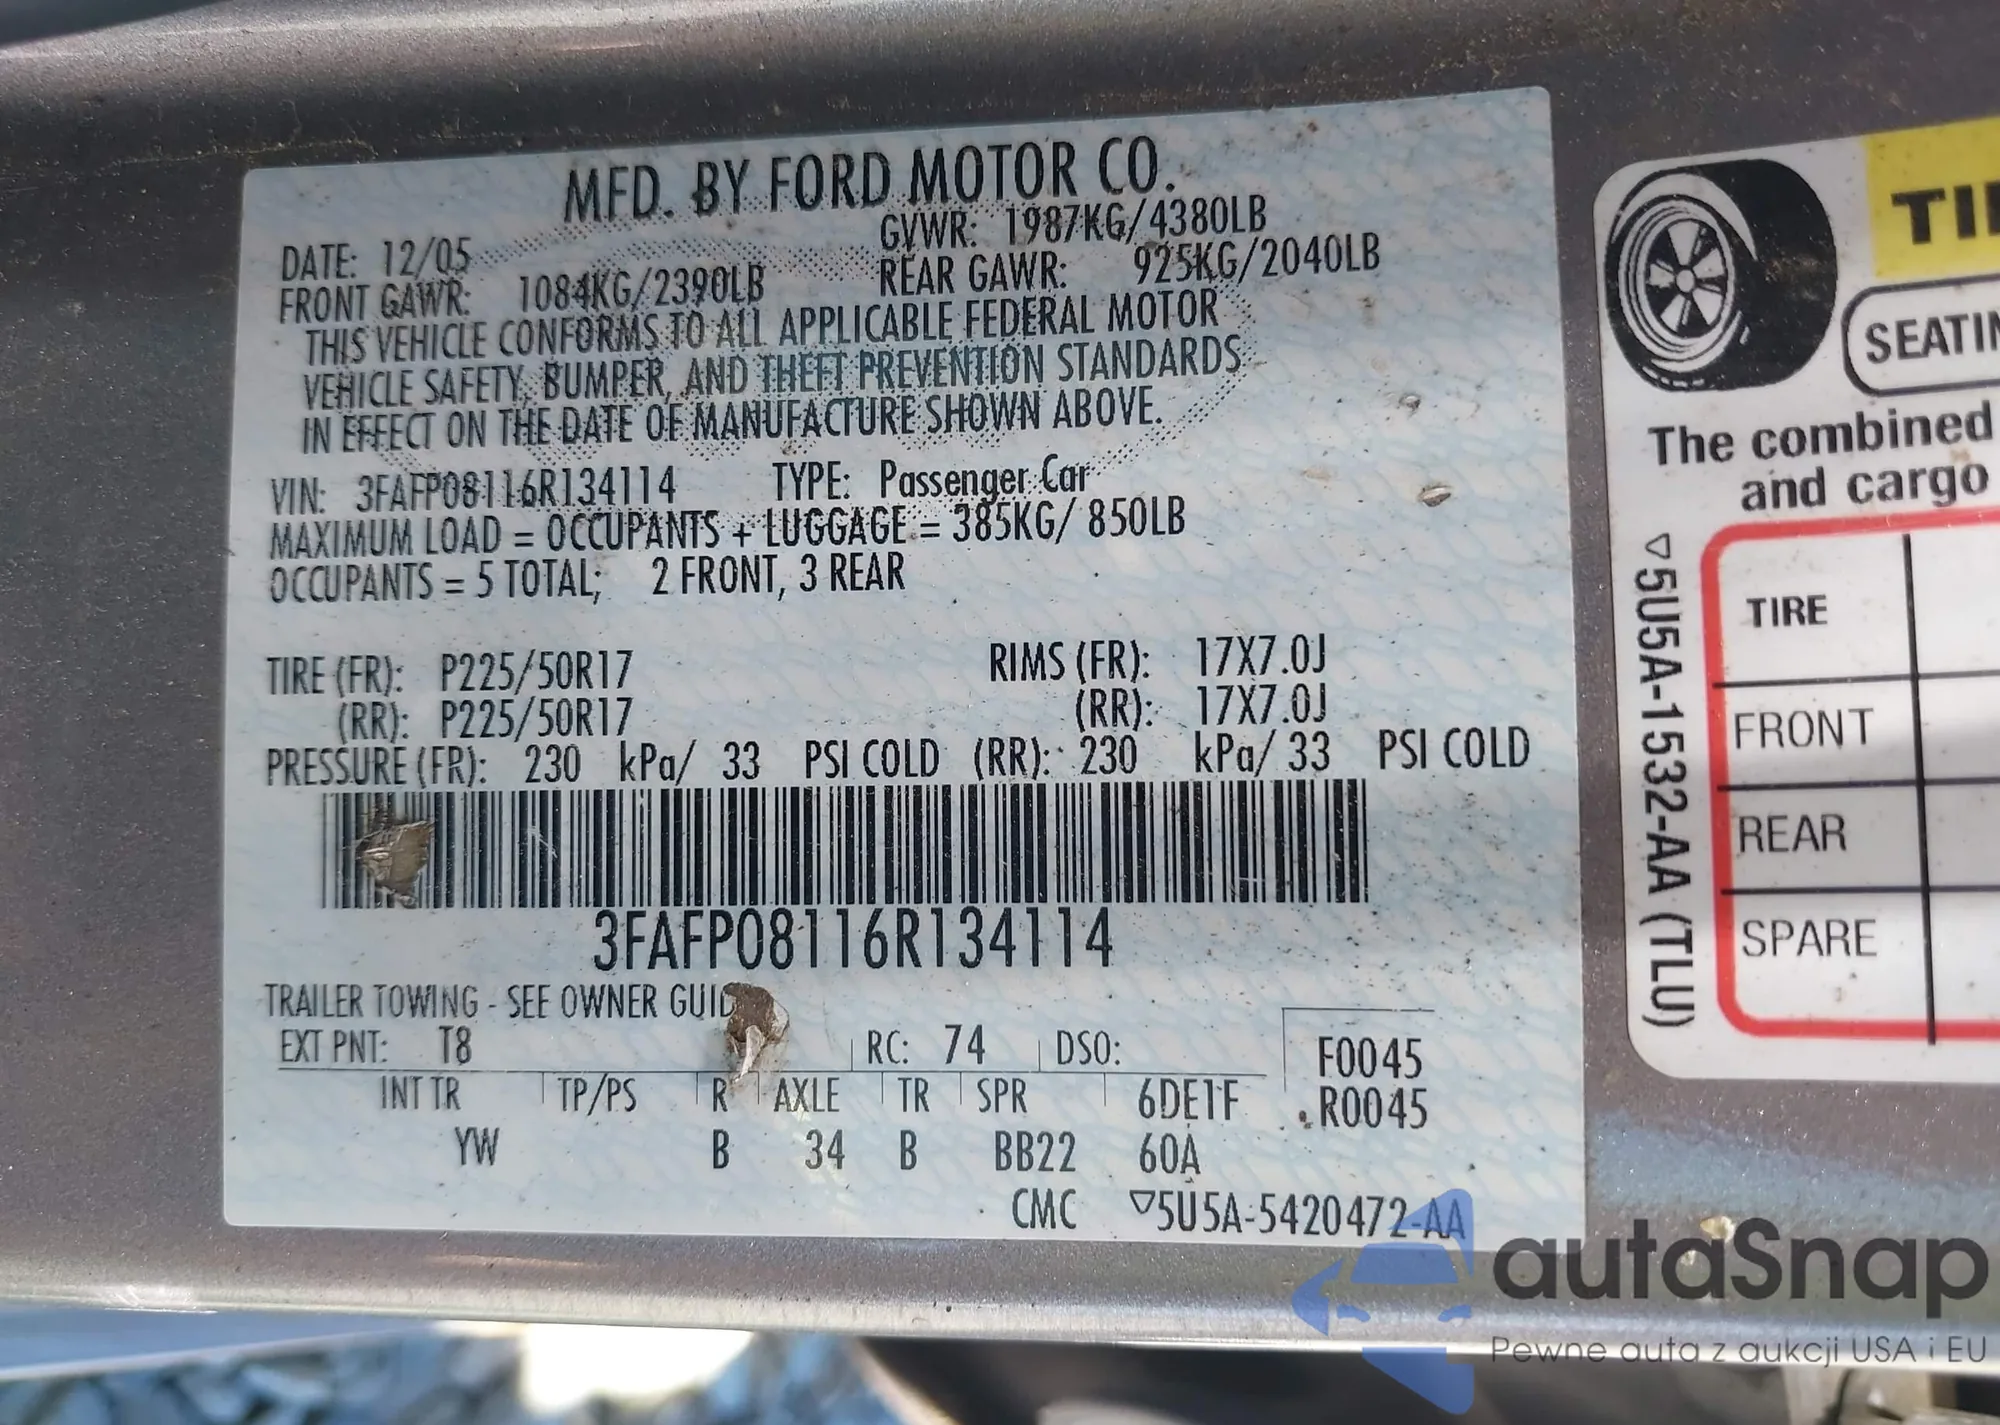 MFD. BY FORD MOTOR CO.
DATE: 12/05 GVWR: 1987KG/4380LB
FRONT GAWR: 1084KG/2390LB REAR GAWR: 925KG/2040LB
THIS VEHICLE CONFORMS TO ALL APPLICABLE FEDERAL MOTOR
VEHICLE SAFETY, BUMPER, AND THEFT PREVENTION STANDARDS
IN EFFECT ON THE DATE OF MANUFACTURE SHOWN ABOVE.
VIN: 3FAFP08116R134114 TYPE: Passenger Car
MAXIMUM LOAD = OCCUPANTS + LUGGAGE = 385KG/ 850LB
OCCUPANTS = 5 TOTAL; 2 FRONT, 3 REAR
TIRE (FR): P225/50R17 RIMS (FR): 17X7.0J
(RR): P225/50R17 (RR): 17X7.0J
PRESSURE (FR): 230 kPa/ 33 PSI COLD (RR): 230 kPa/ 33 PSI COLD
3FAFP08116R134114
TRAILER TOWING - SEE OWNER
EXT PNT: T8 RC: 74 DSO: F0045
INT TR TP/PS R AXLE TR SPR 6DE1F R0045
YW B 34 B BB22 60A
CMC ▽5U5A-5420472-AA
The combined
and cargo
▽5U5A-1532-AA (TLU)
TIRE
FRONT
REAR
SPARE
autaSnap
Pewne auta z aukcji USA i EU